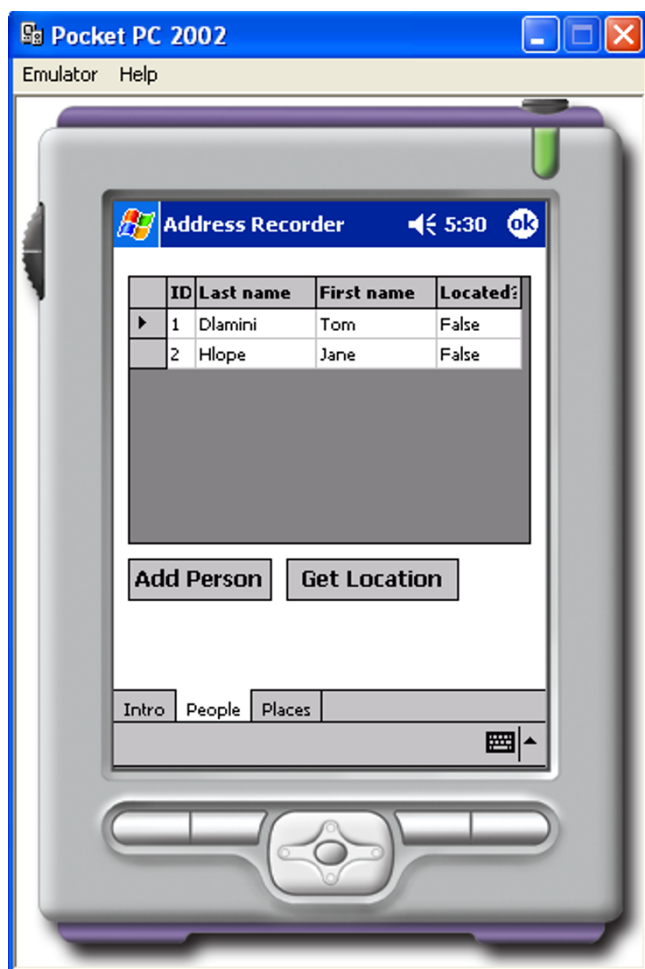 Pocket PC 2002
Emulator Help
Address Recorder 5:30 ok
ID Last name First name Located?
1 Dlamini Tom False
2 Hlope Jane False
Add Person Get Location
Intro People Places